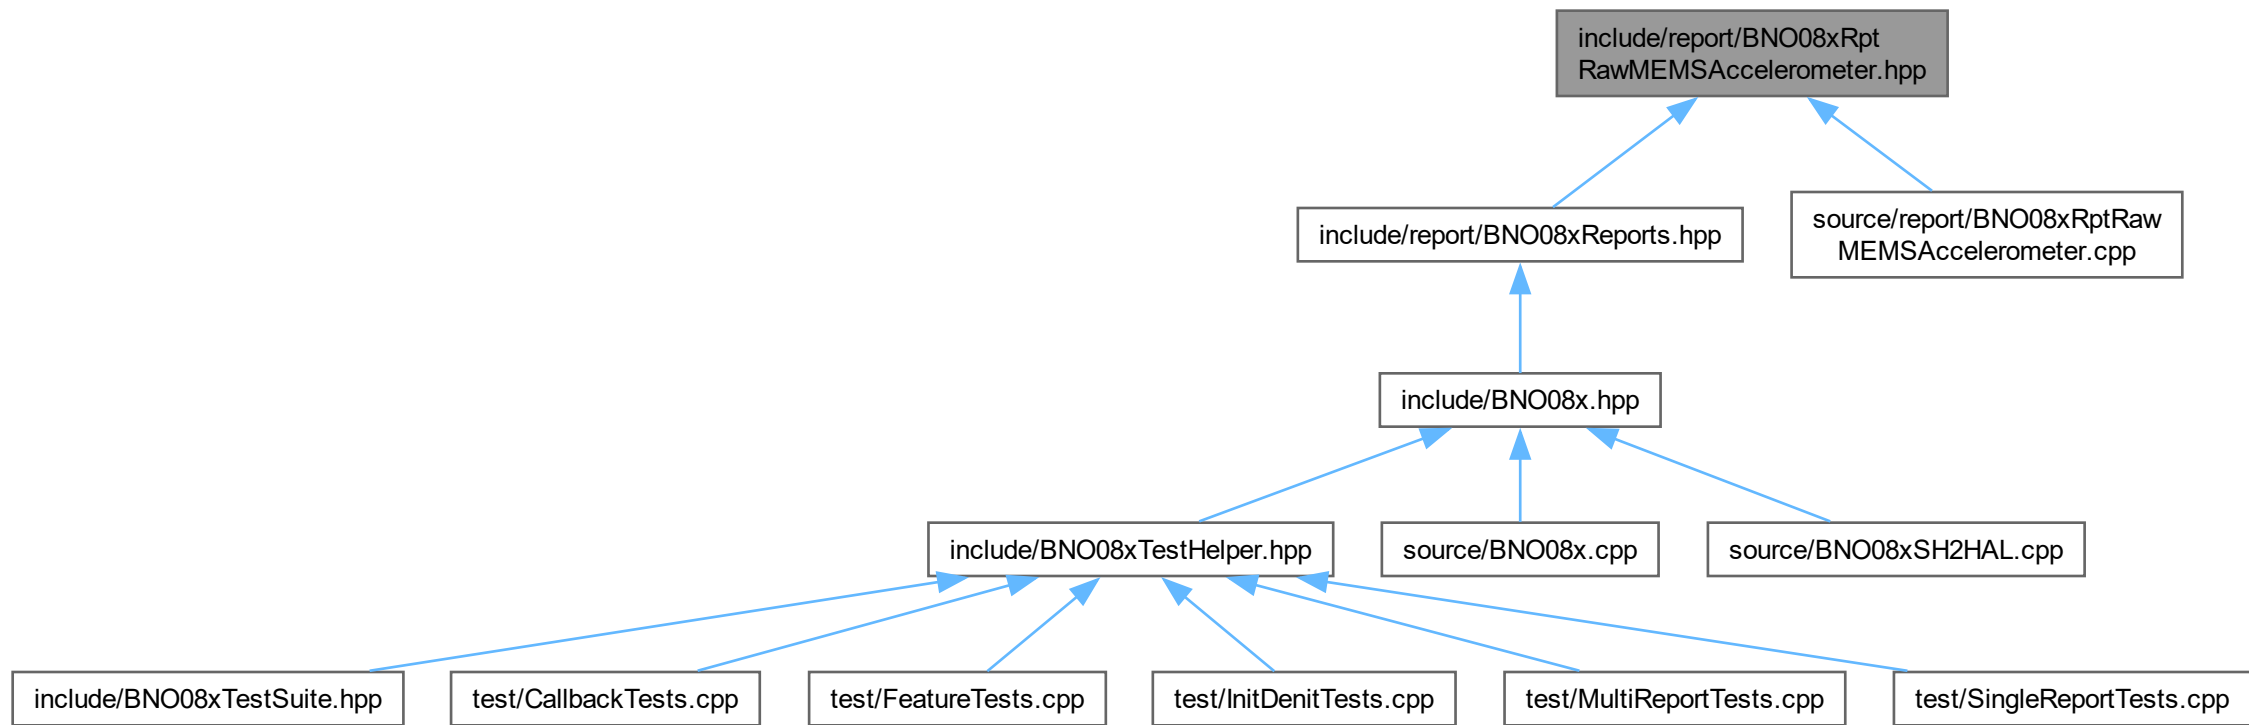 include/report/BNO08xRpt
RawMEMSAccelerometer.hpp
include/report/BNO08xReports.hpp
source/report/BNO08xRptRaw
MEMSAccelerometer.cpp
include/BNO08x.hpp
include/BNO08xTestHelper.hpp
source/BNO08x.cpp
source/BNO08xSH2HAL.cpp
include/BNO08xTestSuite.hpp
test/CallbackTests.cpp
test/FeatureTests.cpp
test/InitDenitTests.cpp
test/MultiReportTests.cpp
test/SingleReportTests.cpp